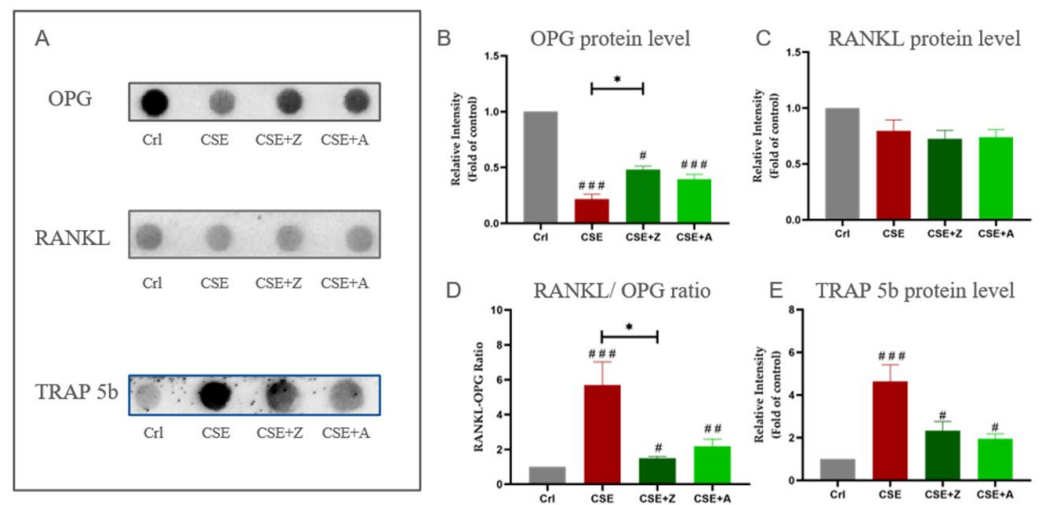 A
OPG
Crl CSE CSE+Z CSE+A
RANKL
Crl CSE CSE+Z CSE+A
TRAP 5b
Crl CSE CSE+Z CSE+A
B
OPG protein level
Relative Intensity
(Fold of control)
1.5
1.0
0.5
0.0
*
###
#
###
Crl CSE CSE+Z CSE+A
C
RANKL protein level
Relative Intensity
(Fold of control)
1.5
1.0
0.5
0.0
Crl CSE CSE+Z CSE+A
D
RANKL/ OPG ratio
RANKL-OPG Ratio
10
8
6
4
2
0
*
###
#
##
Crl CSE CSE+Z CSE+A
E
TRAP 5b protein level
Relative Intensity
(Fold of control)
8
6
4
2
0
###
#
#
Crl CSE CSE+Z CSE+A